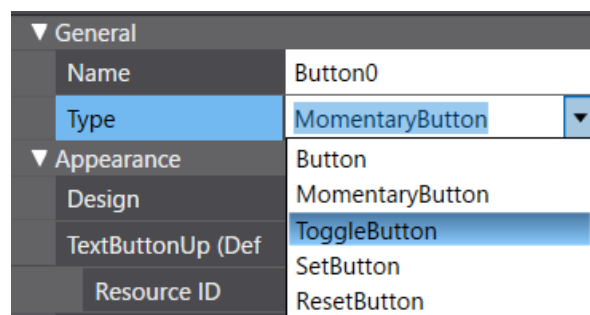 General
Name Button0
Type MomentaryButton
Appearance Button
Design MomentaryButton
TextButtonUp (Def ToggleButton
SetButton
Resource ID ResetButton